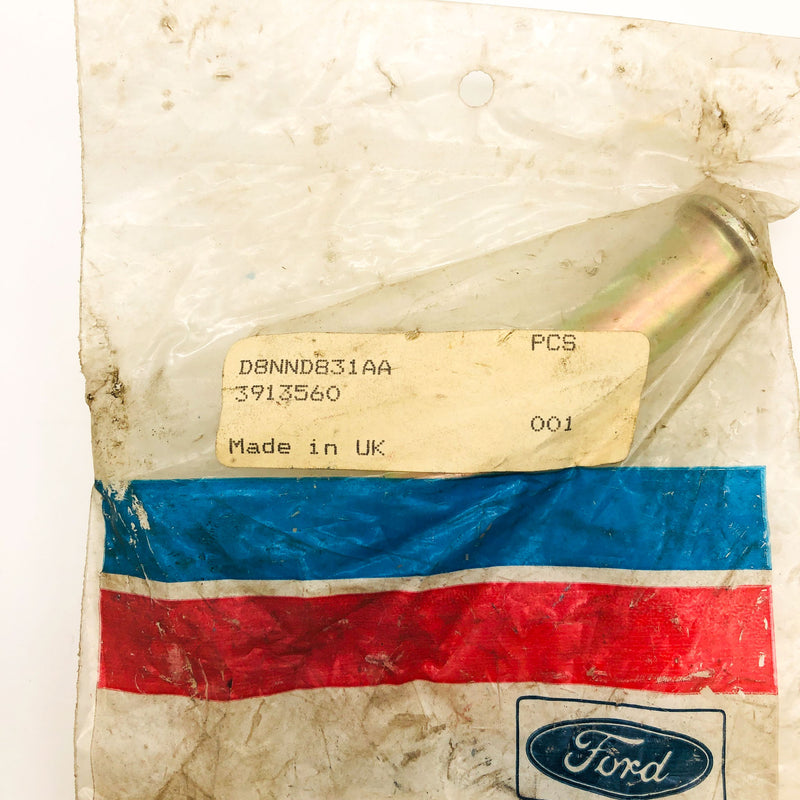 PCS
D8NND831AA
3913560
001
Made in UK
Ford